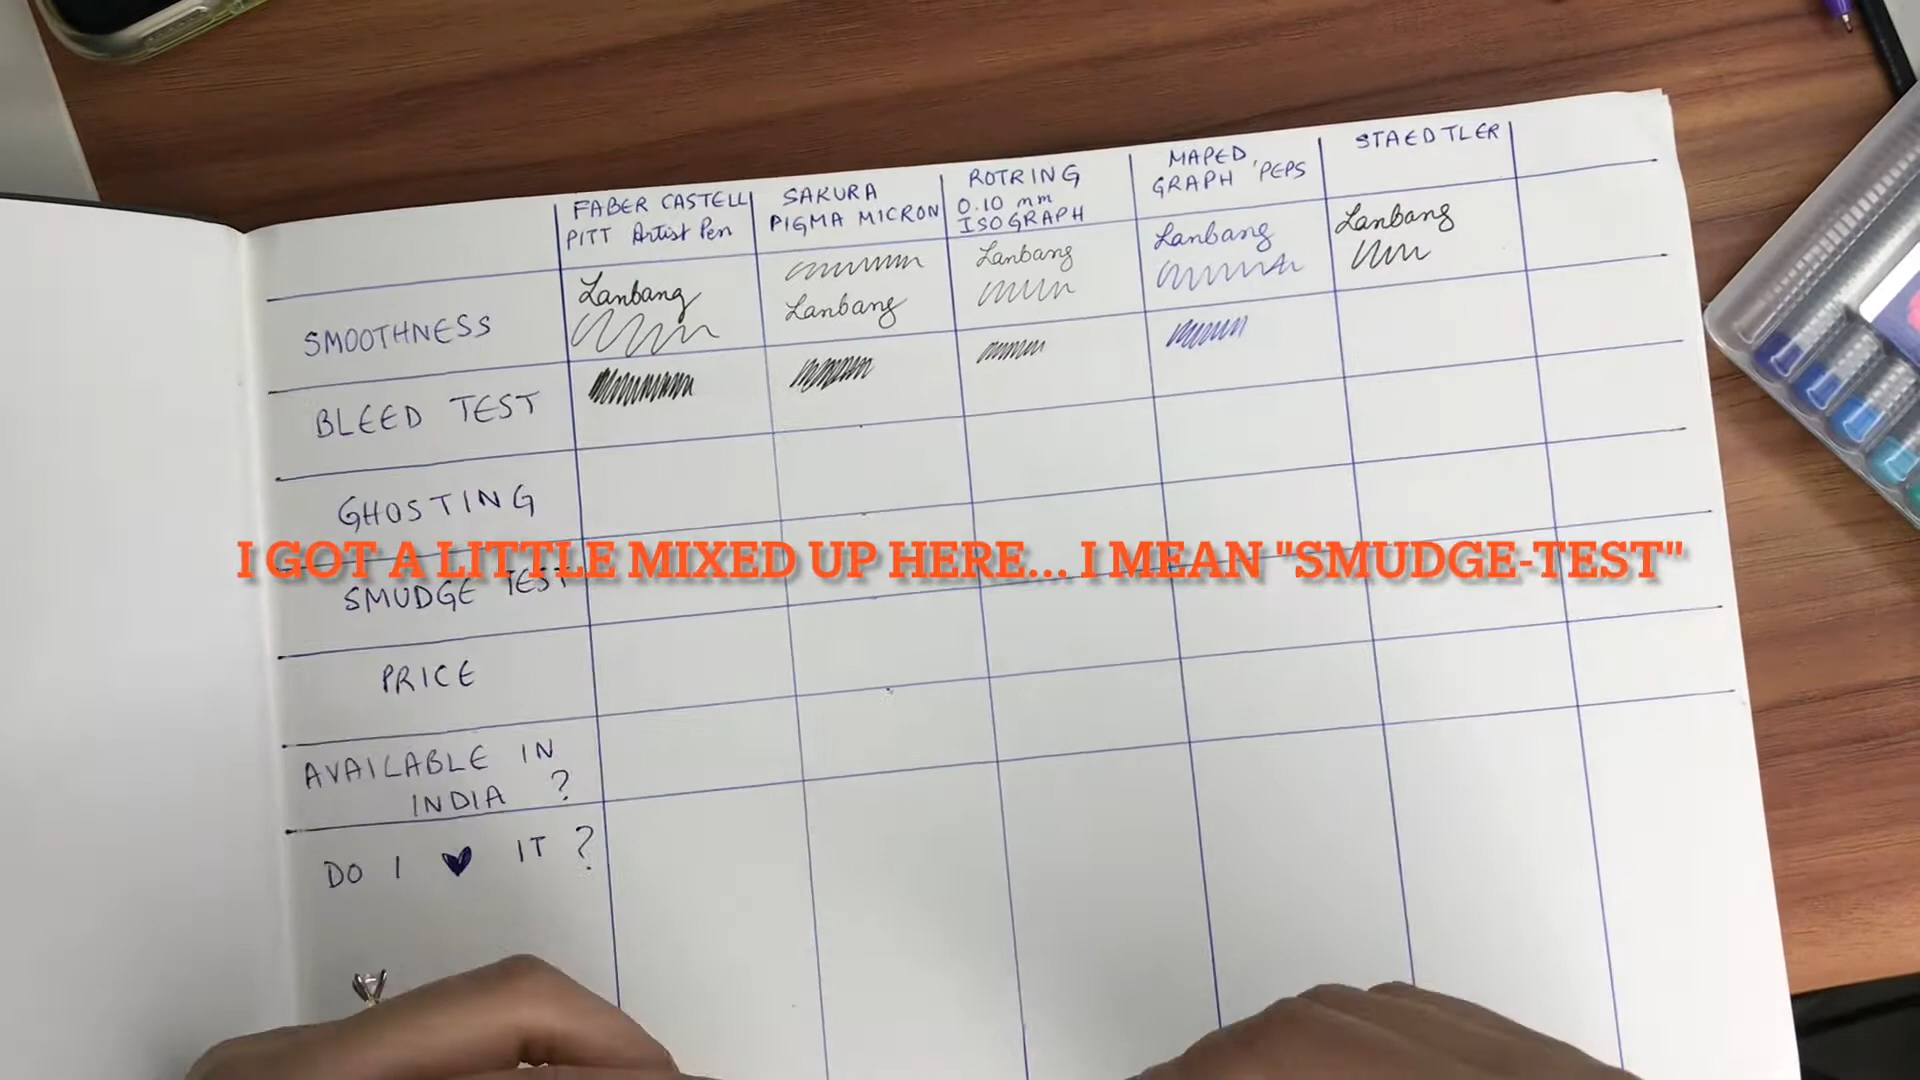 FABER CASTELL
PITT Artist Pen
SAKURA
PIGMA MICRON
ROTRING
0.10 mm
ISOGRAPH
MAPED
GRAPH 'PEPS
STAEDTLER
SMOOTHNESS
Lanbang
Lanbang
Lanbang
Lanbang
Lanbang
BLEED TEST
GHOSTING
I GOT A LITTLE MIXED UP HERE... I MEAN "SMUDGE-TEST"
SMUDGE TEST
PRICE
AVAILABLE IN
INDIA ?
DO I ♥ IT ?